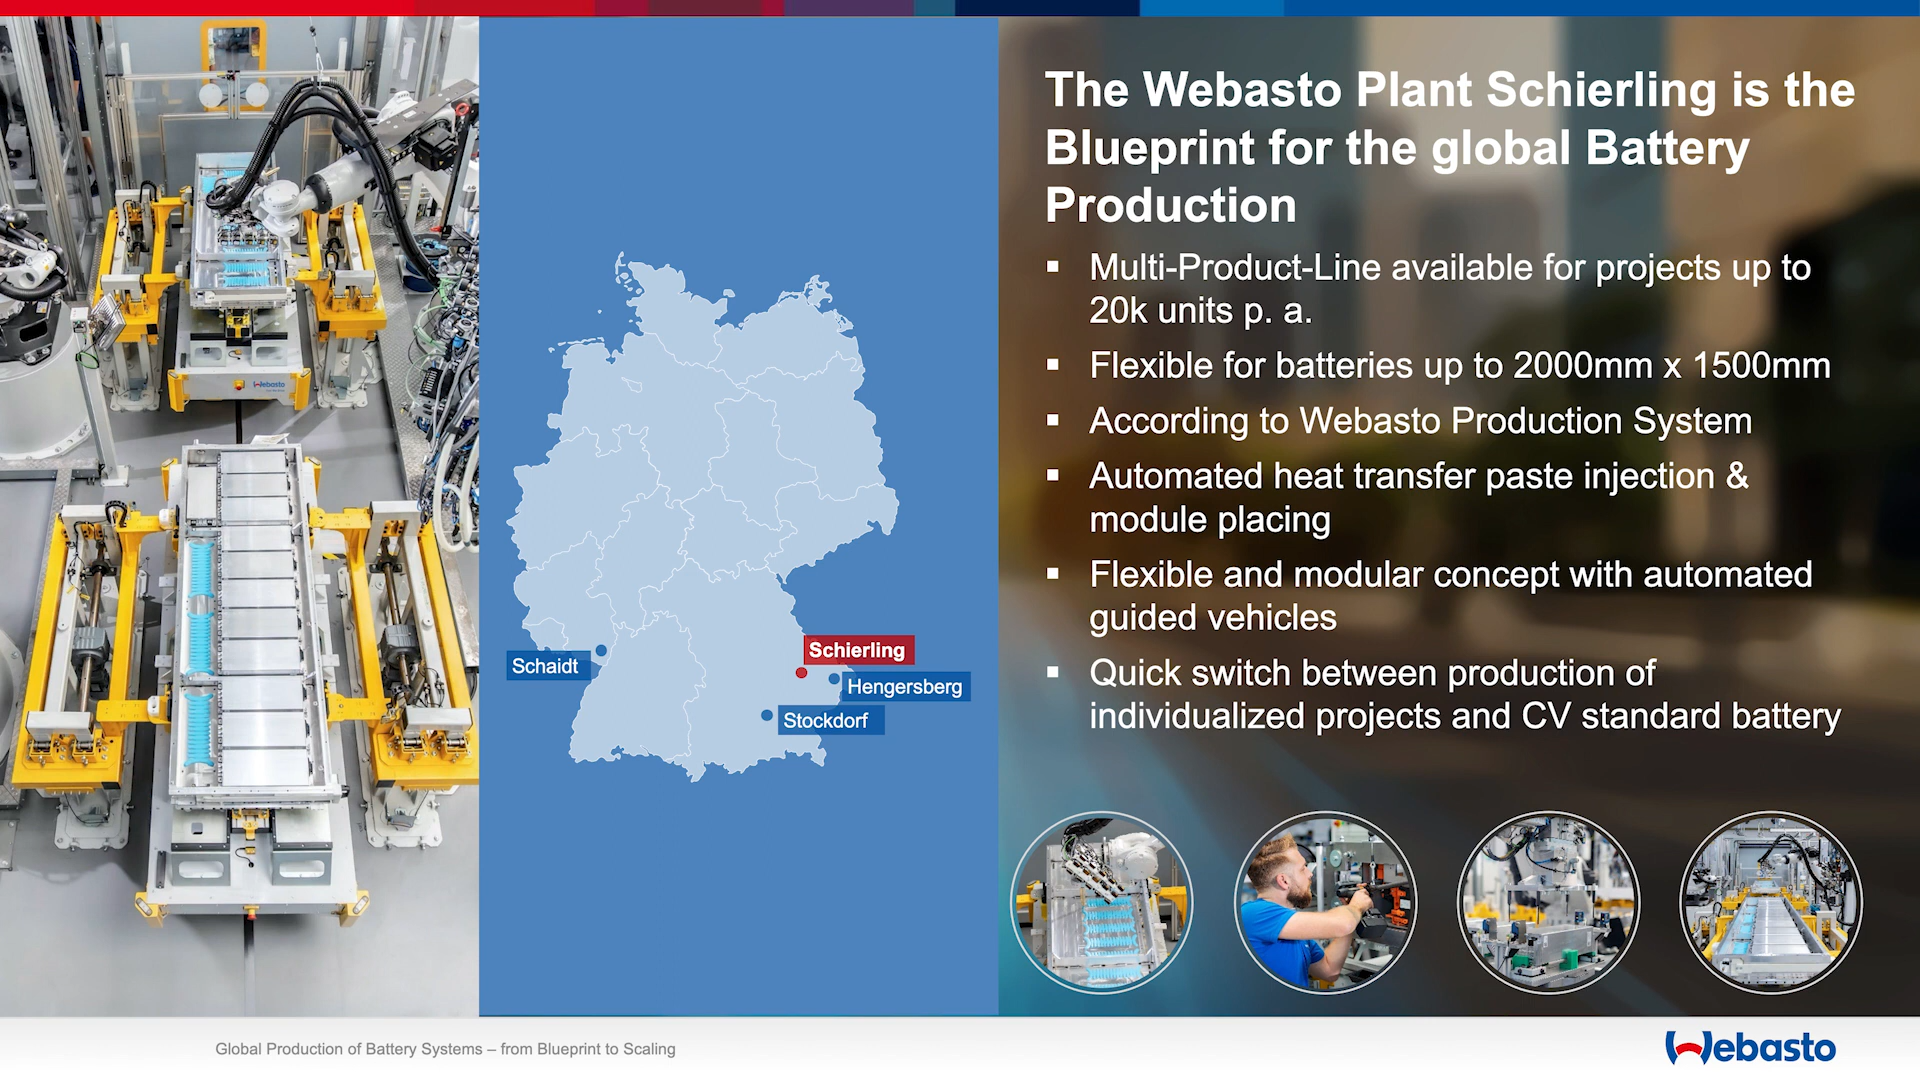 The Webasto Plant Schierling is the
Blueprint for the global Battery
Production
▪ Multi-Product-Line available for projects up to
20k units p. a.
▪ Flexible for batteries up to 2000mm x 1500mm
▪ According to Webasto Production System
▪ Automated heat transfer paste injection &
module placing
▪ Flexible and modular concept with automated
guided vehicles
▪ Quick switch between production of
individualized projects and CV standard battery
Schierling
Schaidt
Hengersberg
Stockdorf
Webasto
Global Production of Battery Systems – from Blueprint to Scaling
Webasto